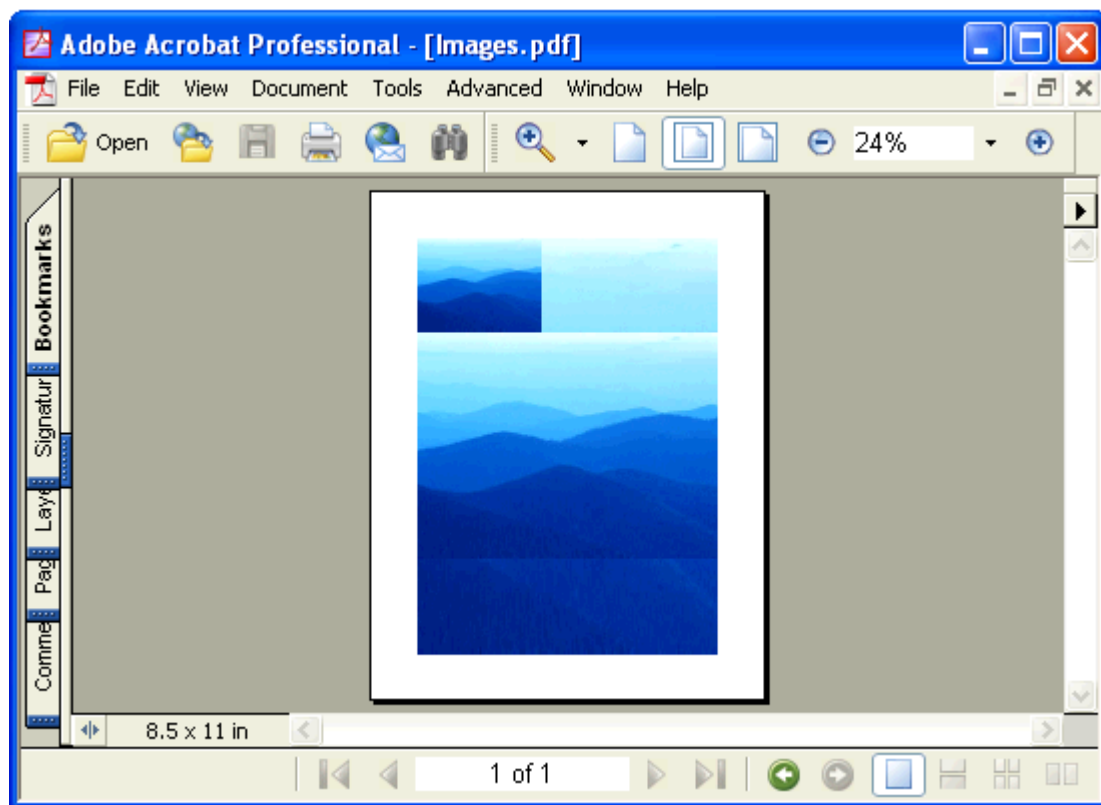 Adobe Acrobat Professional - [Images.pdf]
File Edit View Document Tools Advanced Window Help
Open 24%
Bookmarks
Signatur
Laye
Pag
Comme
8.5 x 11 in
1 of 1